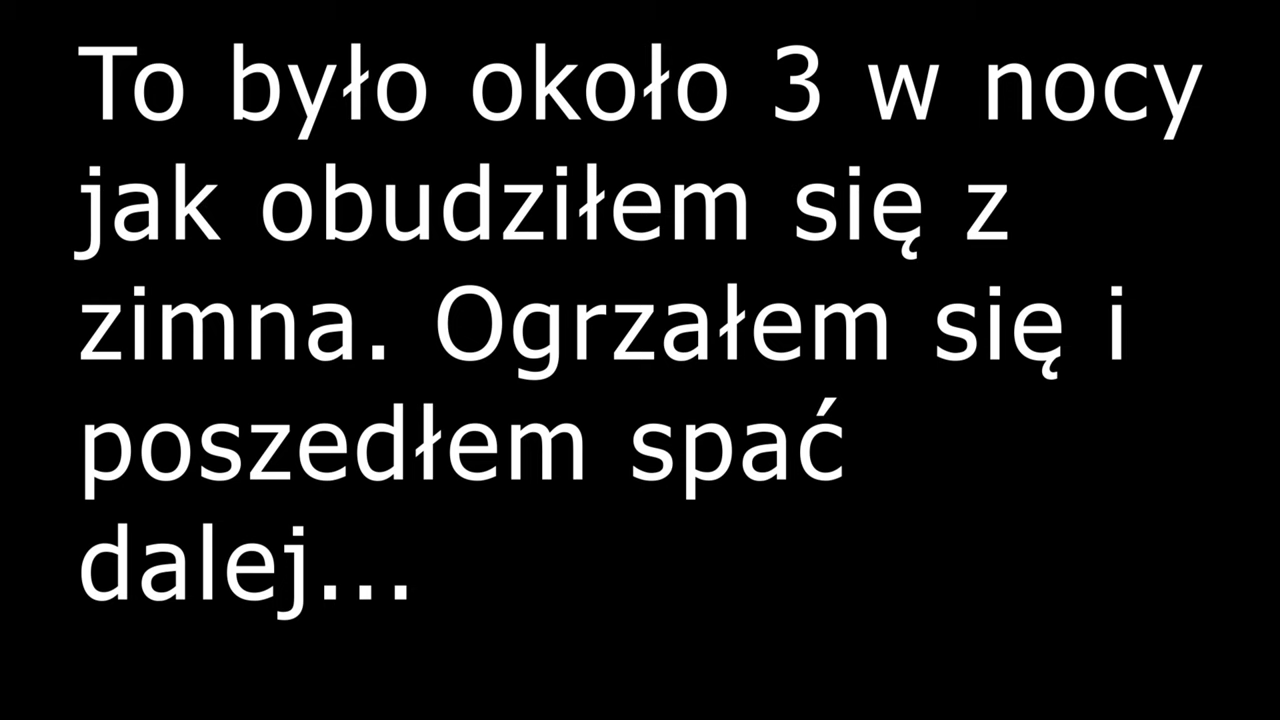 To było około 3 w nocy
jak obudziłem się z
zimna. Ogrzałem się i
poszedłem spać
dalej...